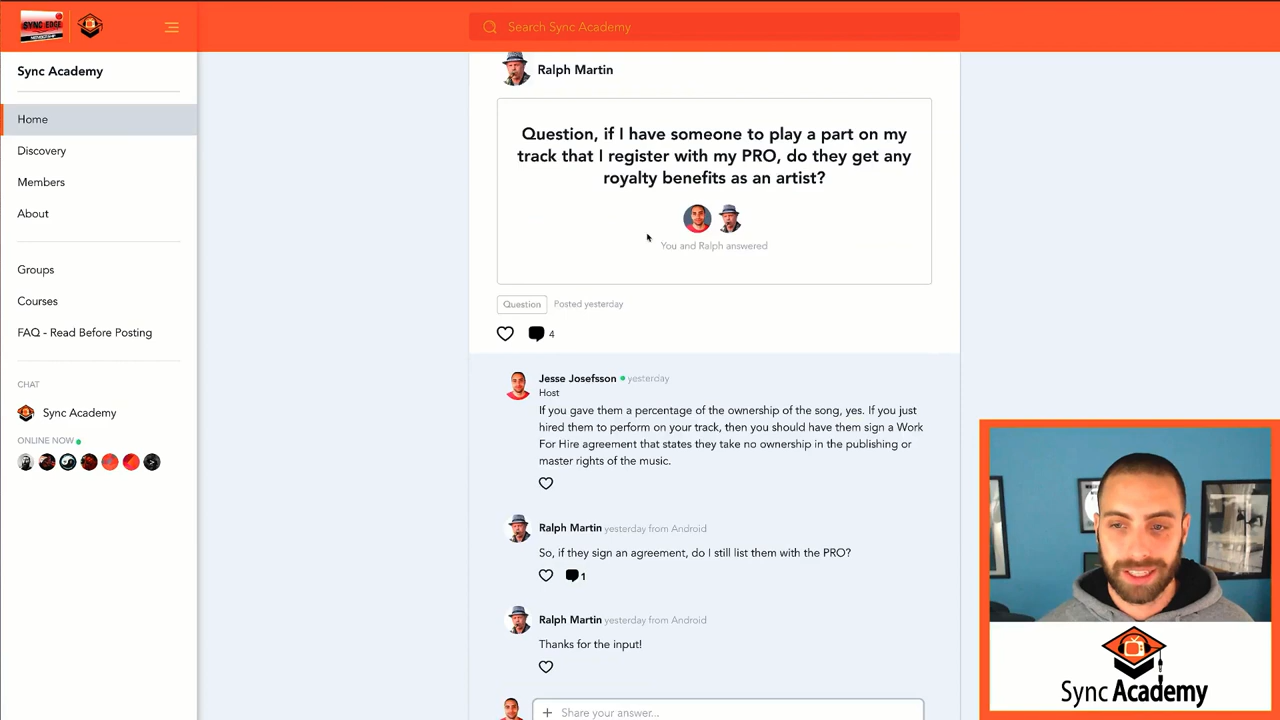 SYNC EDGE
Search Sync Academy
Sync Academy
Home
Discovery
Members
About
Groups
Courses
FAQ - Read Before Posting
CHAT
Sync Academy
ONLINE NOW
Ralph Martin
Question, if I have someone to play a part on my
track that I register with my PRO, do they get any
royalty benefits as an artist?
You and Ralph answered
Question Posted yesterday
4
Jesse Josefsson yesterday
Host
If you gave them a percentage of the ownership of the song, yes. If you just
hired them to perform on your track, then you should have them sign a Work
For Hire agreement that states they take no ownership in the publishing or
master rights of the music.
Ralph Martin yesterday from Android
So, if they sign an agreement, do I still list them with the PRO?
1
Ralph Martin yesterday from Android
Thanks for the input!
+ Share your answer...
Sync Academy